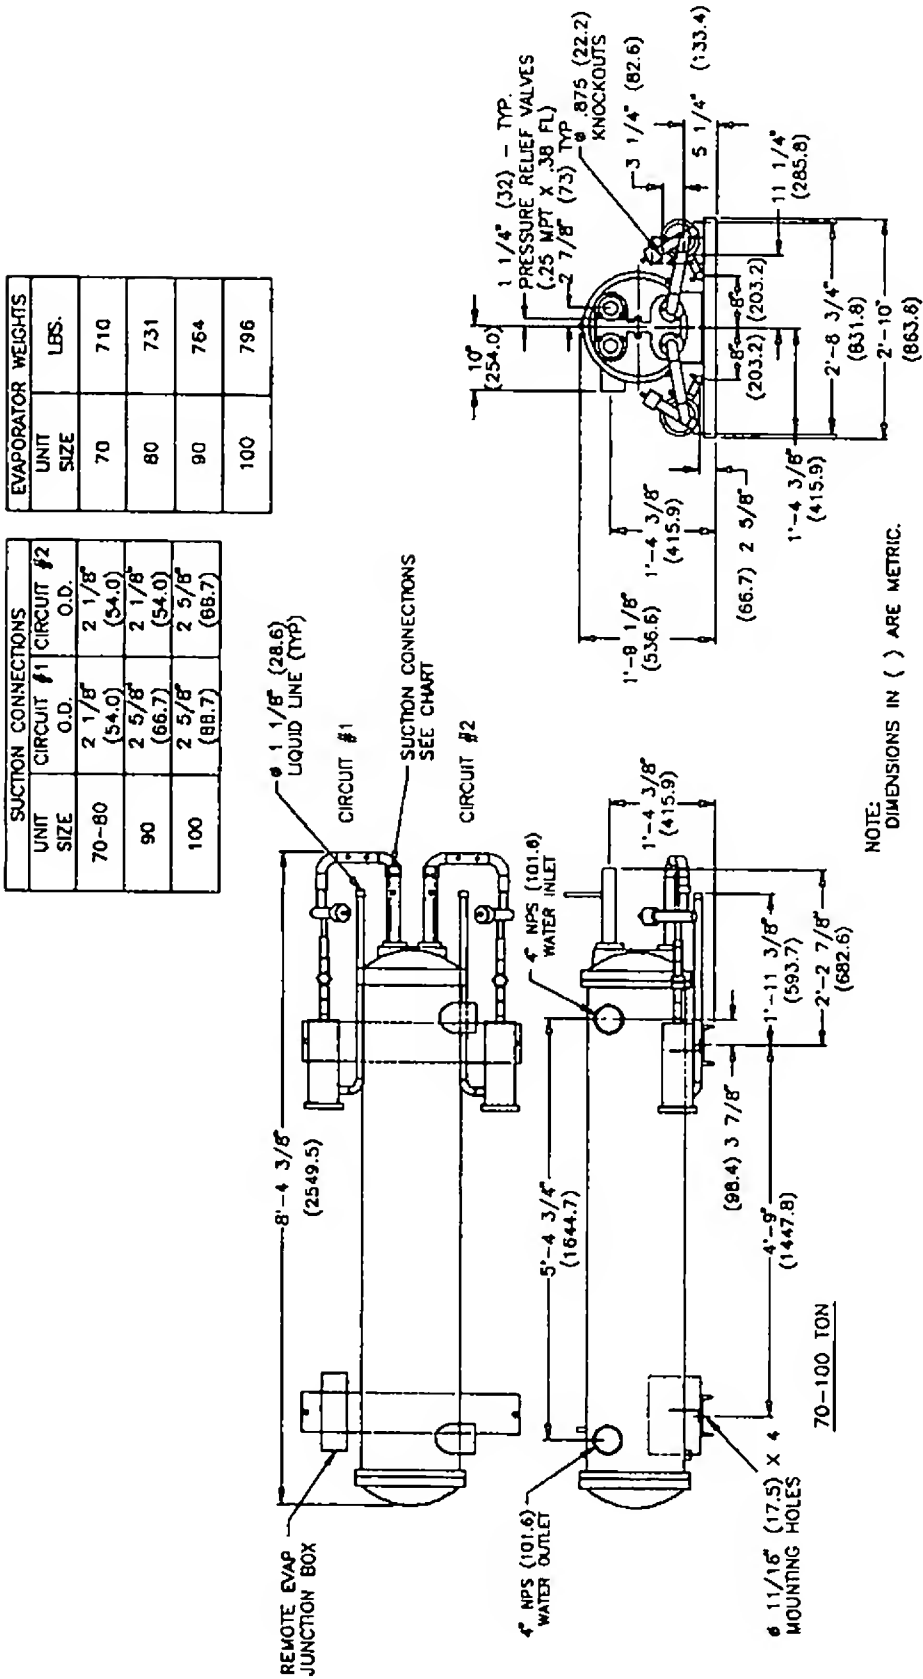 SUCTION CONNECTIONS
UNIT SIZE CIRCUIT #1 O.D. CIRCUIT #2 O.D.
70-80 2 1/8" (54.0) 2 1/8" (54.0)
90 2 5/8" (66.7) 2 1/8" (54.0)
100 2 5/8" (66.7) 2 5/8" (66.7)
EVAPORATOR WEIGHTS
UNIT SIZE LBS.
70 710
80 731
90 764
100 796
REMOTE EVAP
JUNCTION BOX
8'-4 3/8"
(2549.5)
ø 1 1/8" (28.6)
LIQUID LINE (TYP)
CIRCUIT #1
SUCTION CONNECTIONS
SEE CHART
CIRCUIT #2
4" NPS (101.6)
WATER OUTLET
5'-4 3/4"
(1644.7)
4" NPS (101.6)
WATER INLET
1'-4 3/8"
(415.9)
(98.4) 3 7/8"
1'-11 3/8"
(593.7)
2'-2 7/8"
(682.6)
4'-9"
(1447.8)
ø 11/16" (17.5) X 4
MOUNTING HOLES
70-100 TON
10"
(254.0)
1 1/4" (32) - TYP.
PRESSURE RELIEF VALVES
(.25 MPT X .38 FL)
2 7/8" (73) TYP
ø .875 (22.2)
KNOCKOUTS
3 1/4" (82.6)
5 1/4" (133.4)
11 1/4"
(285.8)
1'-9 1/8"
(536.6)
1'-4 3/8"
(415.9)
(66.7) 2 5/8"
8"
(203.2)
8"
(203.2)
1'-4 3/8"
(415.9)
2'-8 3/4"
(831.8)
2'-10"
(863.8)
NOTE:
DIMENSIONS IN ( ) ARE METRIC.